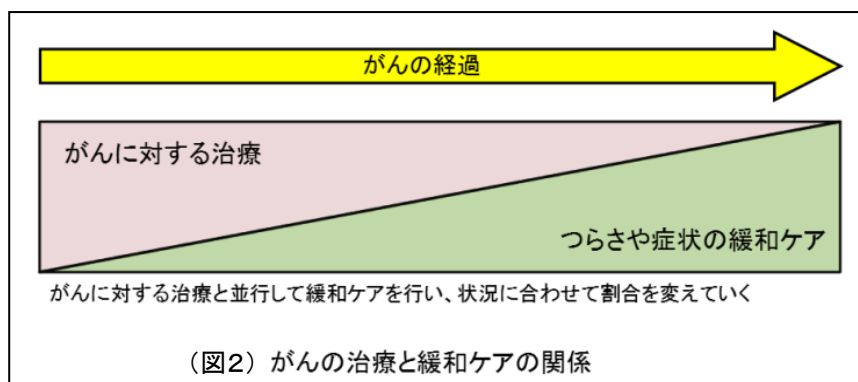 がんの経過
がんに対する治療
つらさや症状の緩和ケア
がんに対する治療と並行して緩和ケアを行い、状況に合わせて割合を変えていく
（図２）がんの治療と緩和ケアの関係